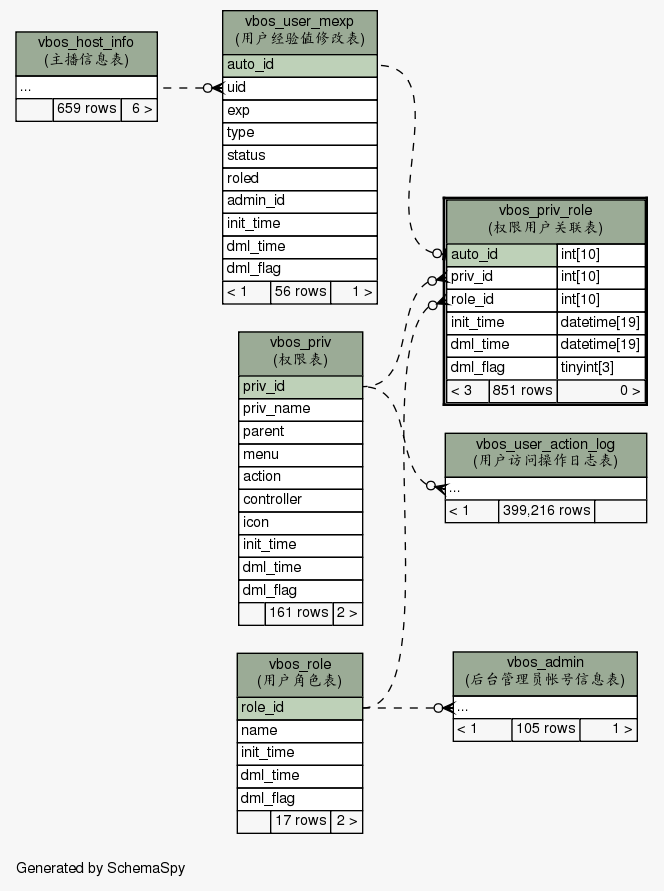 vbos_host_info
(主播信息表)
...
659 rows 6 >
vbos_user_mexp
(用户经验值修改表)
auto_id
uid
exp
type
status
roled
admin_id
init_time
dml_time
dml_flag
< 1 56 rows 1 >
vbos_priv_role
(权限用户关联表)
auto_id int[10]
priv_id int[10]
role_id int[10]
init_time datetime[19]
dml_time datetime[19]
dml_flag tinyint[3]
< 3 851 rows 0 >
vbos_priv
(权限表)
priv_id
priv_name
parent
menu
action
controller
icon
init_time
dml_time
dml_flag
161 rows 2 >
vbos_user_action_log
(用户访问操作日志表)
...
< 1 399,216 rows
vbos_role
(用户角色表)
role_id
name
init_time
dml_time
dml_flag
17 rows 2 >
vbos_admin
(后台管理员帐号信息表)
...
< 1 105 rows 1 >
Generated by SchemaSpy